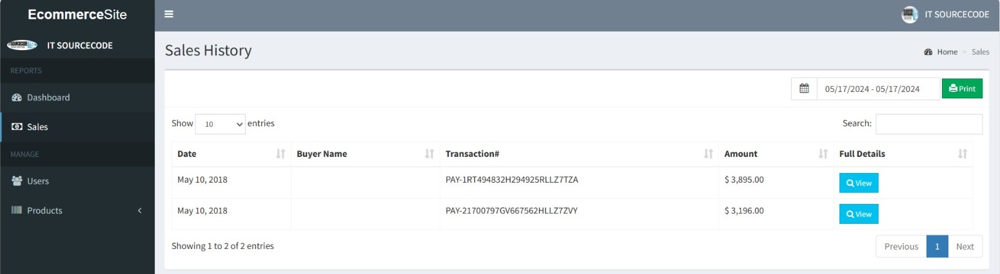 EcommerceSite
IT SOURCECODE
IT SOURCECODE
REPORTS
Dashboard
Sales
MANAGE
Users
Products
Sales History
Home > Sales
05/17/2024 - 05/17/2024 Print
Show 10 entries Search:
Date Buyer Name Transaction# Amount Full Details
May 10, 2018 PAY-1RT494832H294925RLLZ7TZA $ 3,895.00 View
May 10, 2018 PAY-21700797GV667562HLLZ7ZVY $ 3,196.00 View
Showing 1 to 2 of 2 entries Previous 1 Next